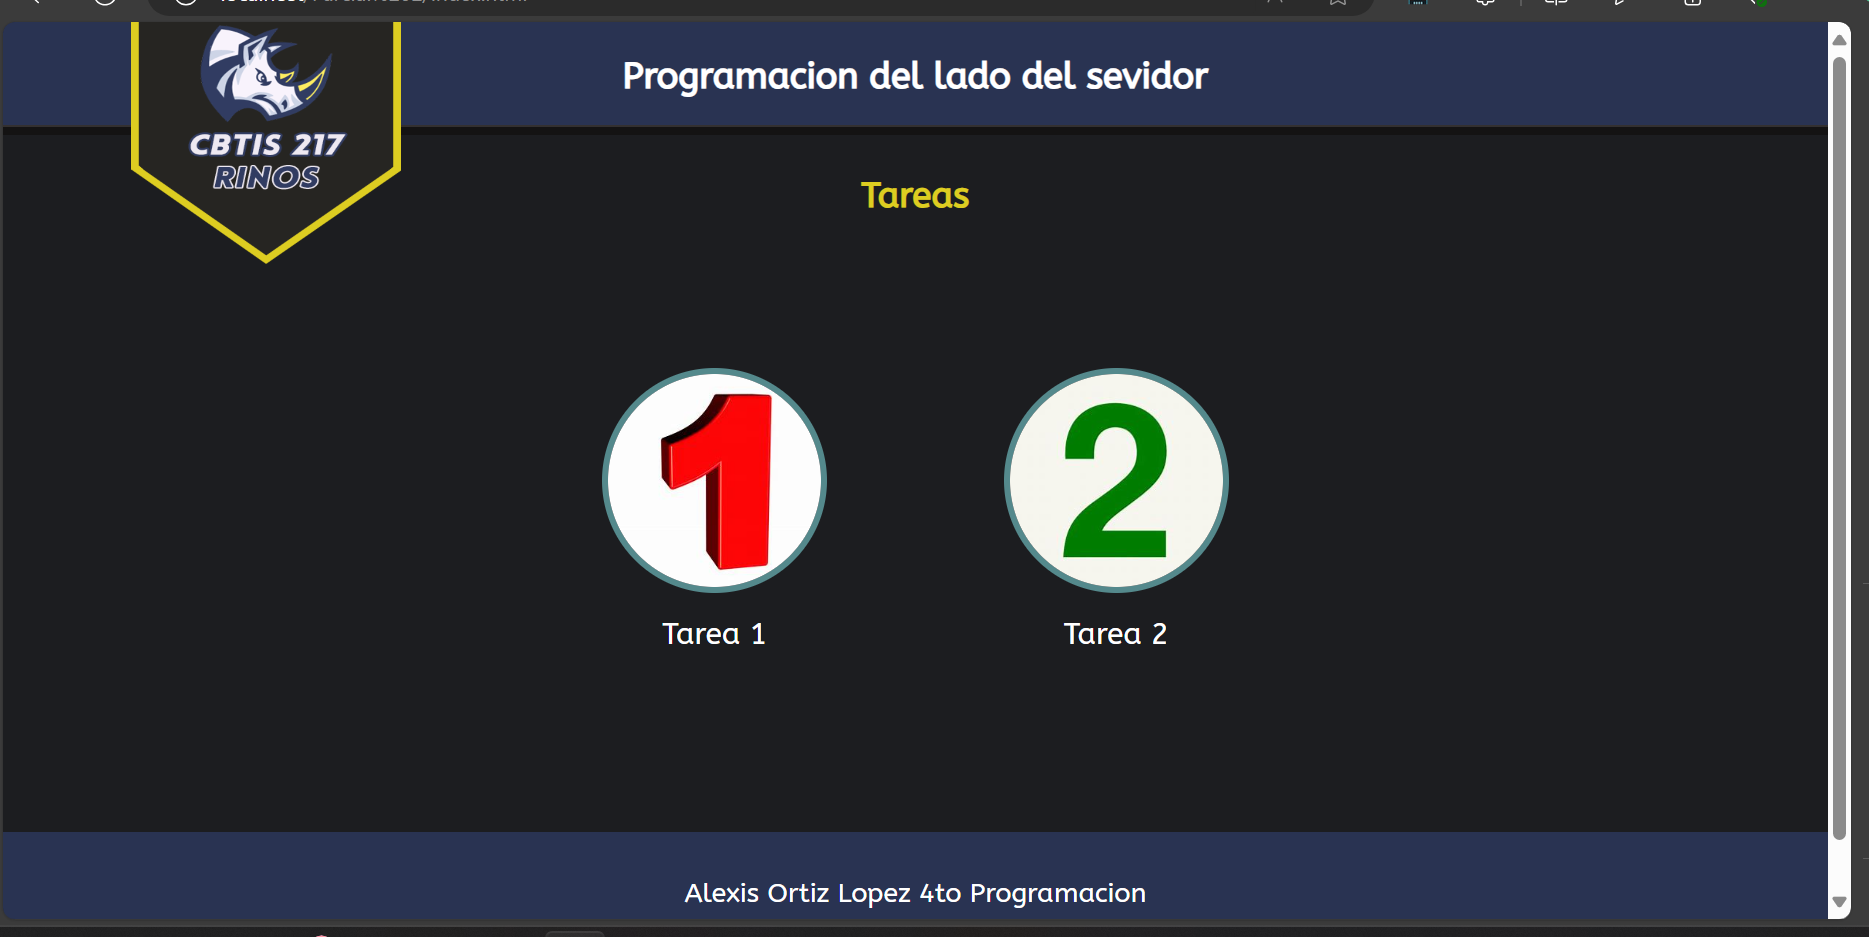 Programacion del lado del sevidor
CBTIS 217
RINOS
Tareas
1
2
Tarea 1
Tarea 2
Alexis Ortiz Lopez 4to Programacion